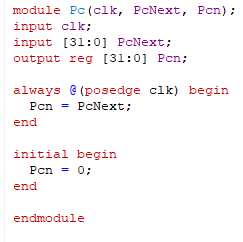 module Pc(clk, PcNext, Pcn);
input clk;
input [31:0] PcNext;
output reg [31:0] Pcn;
always @(posedge clk) begin
Pcn = PcNext;
end
initial begin
Pcn = 0;
end
endmodule